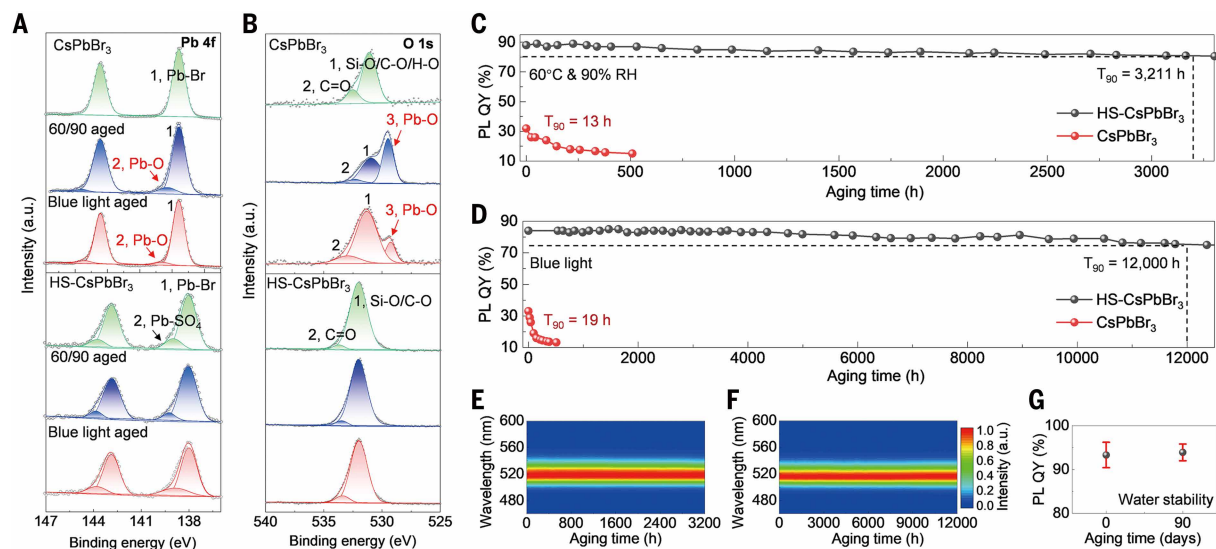 A
Pb 4f
CsPbBr3
1, Pb-Br
60/90 aged
1
2, Pb-O
Blue light aged
1
2, Pb-O
HS-CsPbBr3
1, Pb-Br
2, Pb-SO4
60/90 aged
Blue light aged
147 144 141 138
Binding energy (eV)
Intensity (a.u.)
B
O 1s
CsPbBr3
1, Si-O/C-O/H-O
2, C=O
3, Pb-O
1
2
1
3, Pb-O
2
HS-CsPbBr3
1, Si-O/C-O
2, C=O
540 535 530 525
Binding energy (eV)
Intensity (a.u.)
C
90
70
50
30
10
PL QY (%)
60°C & 90% RH
T90 = 3,211 h
T90 = 13 h
HS-CsPbBr3
CsPbBr3
0 500 1000 1500 2000 2500 3000
Aging time (h)
D
90
70
50
30
10
PL QY (%)
Blue light
T90 = 12,000 h
T90 = 19 h
HS-CsPbBr3
CsPbBr3
0 2000 4000 6000 8000 10000 12000
Aging time (h)
E
600
560
520
480
Wavelength (nm)
0 800 1600 2400 3200
Aging time (h)
F
600
560
520
480
Wavelength (nm)
0 3000 6000 9000 12000
Aging time (h)
1.0
0.8
0.6
0.4
0.2
0.0
Intensity (a.u.)
G
100
90
80
PL QY (%)
Water stability
0 90
Aging time (days)